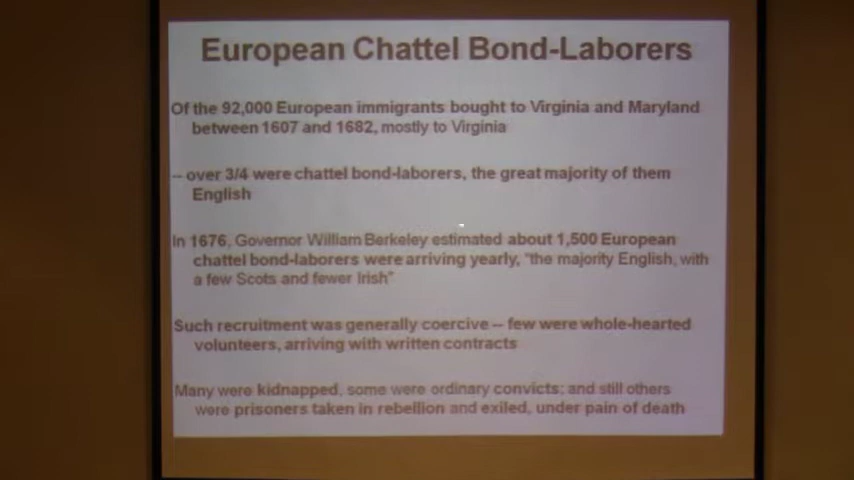 European Chattel Bond-Laborers
Of the 92,000 European immigrants bought to Virginia and Maryland
between 1607 and 1682, mostly to Virginia
– over 3/4 were chattel bond-laborers, the great majority of them
English
In 1676, Governor William Berkeley estimated about 1,500 European
chattel bond-laborers were arriving yearly, "the majority English, with
a few Scots and fewer Irish"
Such recruitment was generally coercive – few were whole-hearted
volunteers, arriving with written contracts
Many were kidnapped, some were ordinary convicts; and still others
were prisoners taken in rebellion and exiled, under pain of death